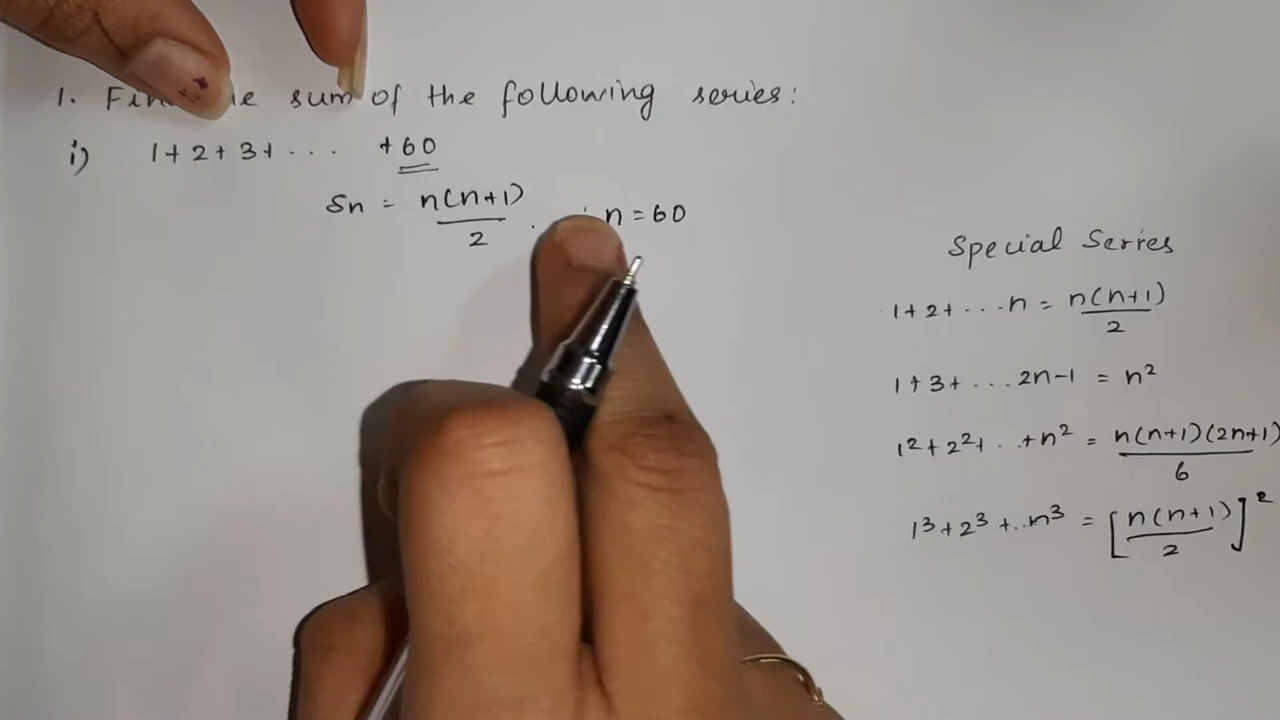 1. sum of the following series:
i) 1 + 2 + 3 + . . . + 60
Sn = n(n+1)/2 . n = 60
Special Series
1 + 2 + . . . n = n(n+1)/2
1 + 3 + . . . 2n-1 = n²
1² + 2² + . . + n² = n(n+1)(2n+1)/6
1³ + 2³ + .. n³ = [n(n+1)/2]²